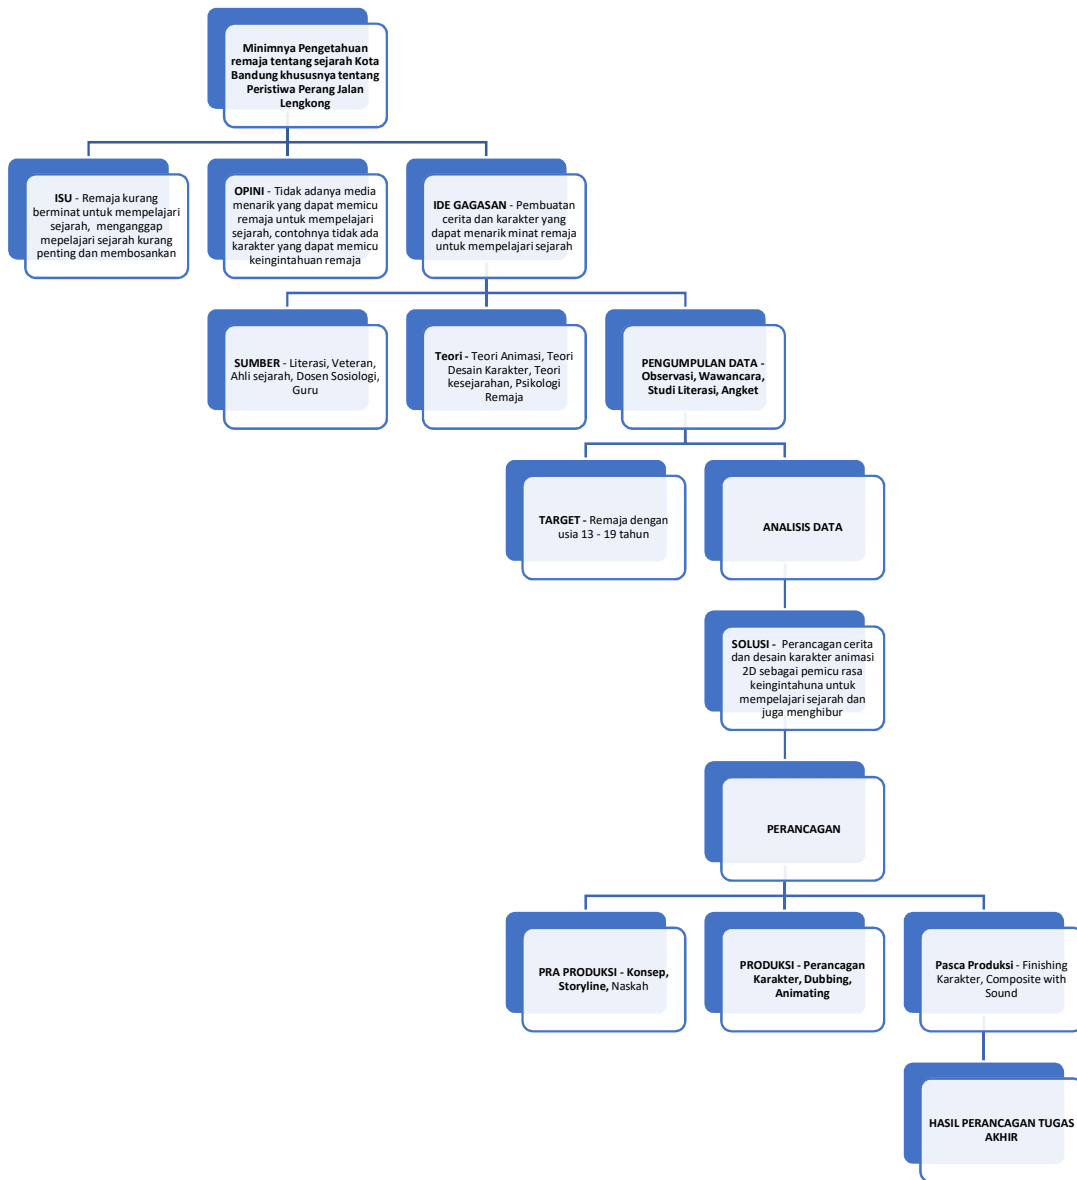 Minimnya Pengetahuan
remaja tentang sejarah Kota
Bandung khususnya tentang
Peristiwa Perang Jalan
Lengkong
ISU - Remaja kurang
berminat untuk mempelajari
sejarah, menganggap
mepelajari sejarah kurang
penting dan membosankan
OPINI - Tidak adanya media
menarik yang dapat memicu
remaja untuk mempelajari
sejarah, contohnya tidak ada
karakter yang dapat memicu
keingintahuan remaja
IDE GAGASAN - Pembuatan
cerita dan karakter yang
dapat menarik minat remaja
untuk mempelajari sejarah
SUMBER - Literasi, Veteran,
Ahli sejarah, Dosen Sosiologi,
Guru
Teori - Teori Animasi, Teori
Desain Karakter, Teori
kesejarahan, Psikologi
Remaja
PENGUMPULAN DATA -
Observasi, Wawancara,
Studi Literasi, Angket
TARGET - Remaja dengan
usia 13 - 19 tahun
ANALISIS DATA
SOLUSI - Perancagan cerita
dan desain karakter animasi
2D sebagai pemicu rasa
keingintahuna untuk
mempelajari sejarah dan
juga menghibur
PERANCAGAN
PRA PRODUKSI - Konsep,
Storyline, Naskah
PRODUKSI - Perancagan
Karakter, Dubbing,
Animating
Pasca Produksi - Finishing
Karakter, Composite with
Sound
HASIL PERANCAGAN TUGAS
AKHIR